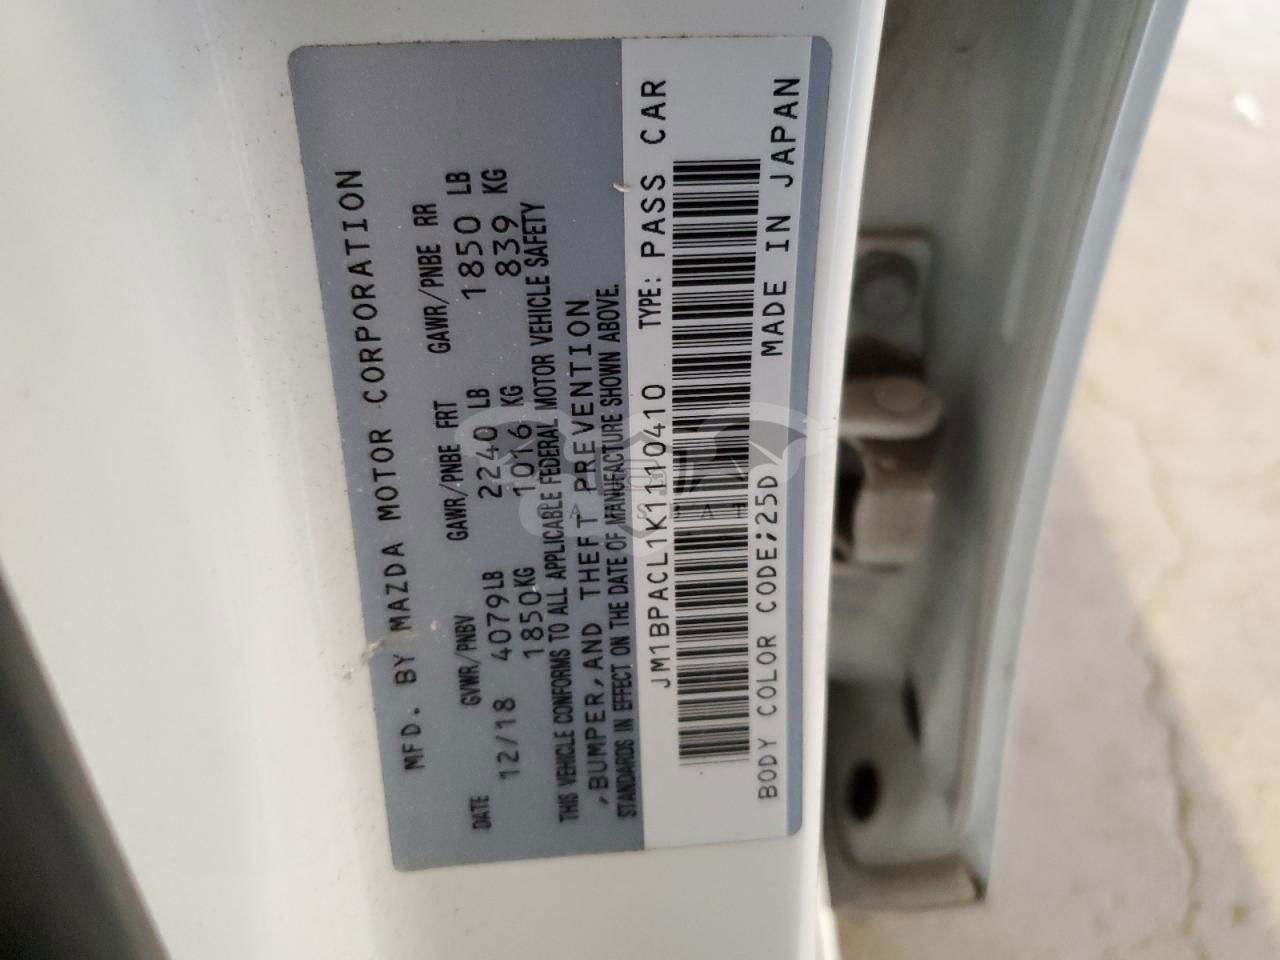 MFD. BY MAZDA MOTOR CORPORATION
DATE GVWR/PNBV GAWR/PNBE FRT GAWR/PNBE RR
12/18 4079LB 2240 LB 1850 LB
1850KG 1016 KG 839 KG
THIS VEHICLE CONFORMS TO ALL APPLICABLE FEDERAL MOTOR VEHICLE SAFETY
,BUMPER,AND THEFT PREVENTION
STANDARDS IN EFFECT ON THE DATE OF MANUFACTURE SHOWN ABOVE.
JM1BPACL1K1110410 TYPE: PASS CAR
BODY COLOR CODE;25D MADE IN JAPAN